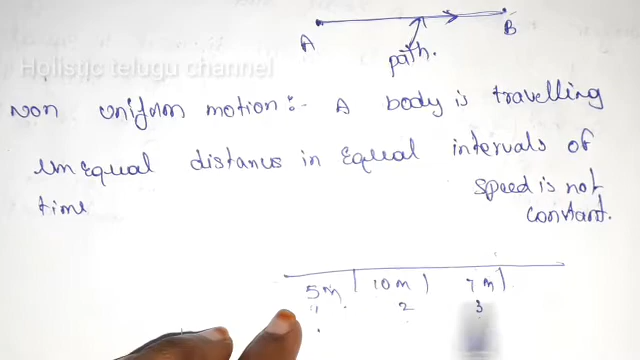 A
B
path.
Holistic telugu channel
Non uniform motion:- A body is travelling
unequal distanus in Equal intervals of
time
speed is not
constant.
5m | 10m | 7m |
1 2 3